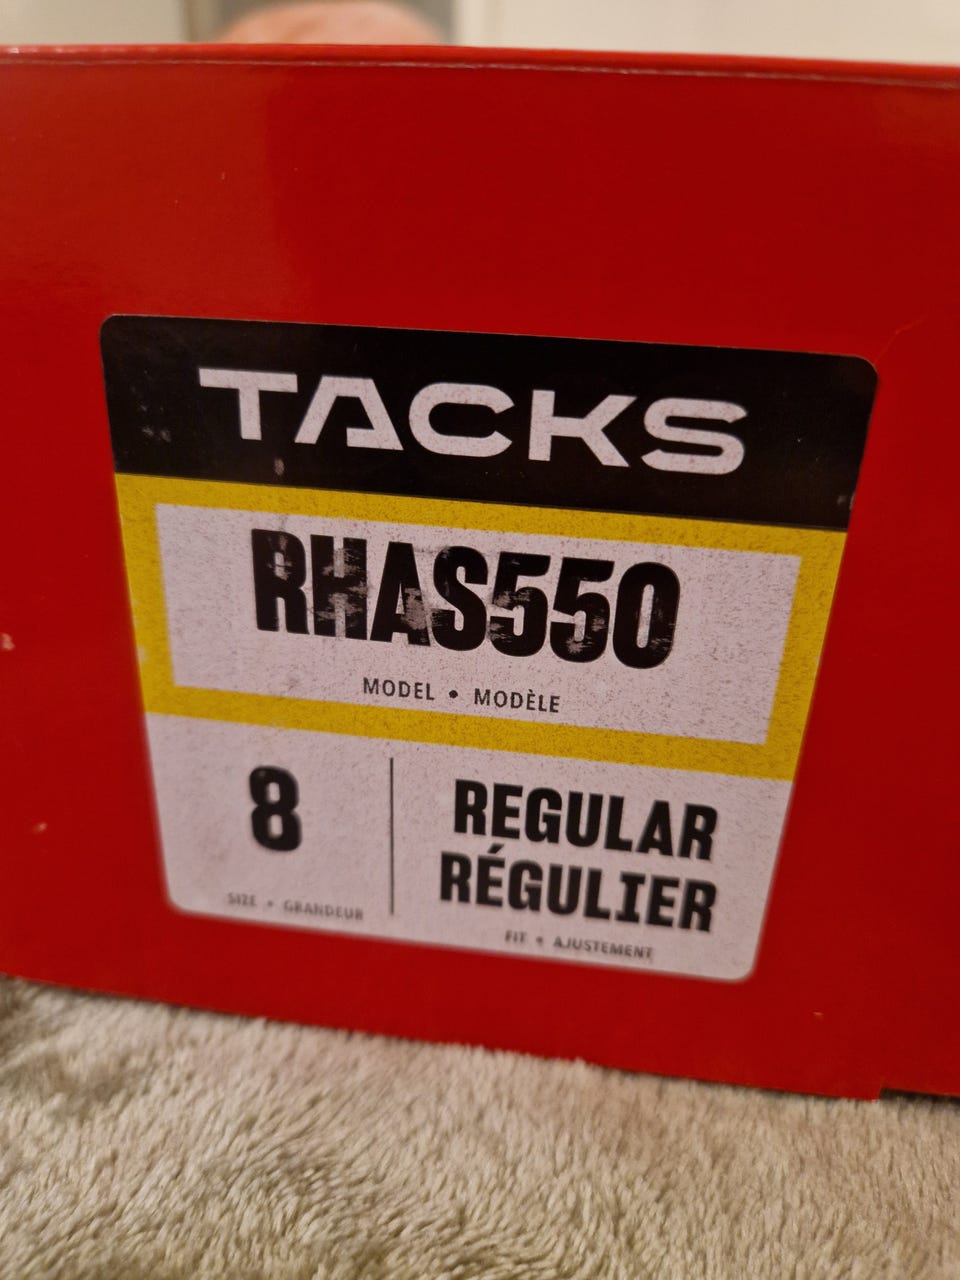 TACKS
RHAS550
MODEL • MODÈLE
8
SIZE • GRANDEUR
REGULAR
RÉGULIER
FIT • AJUSTEMENT